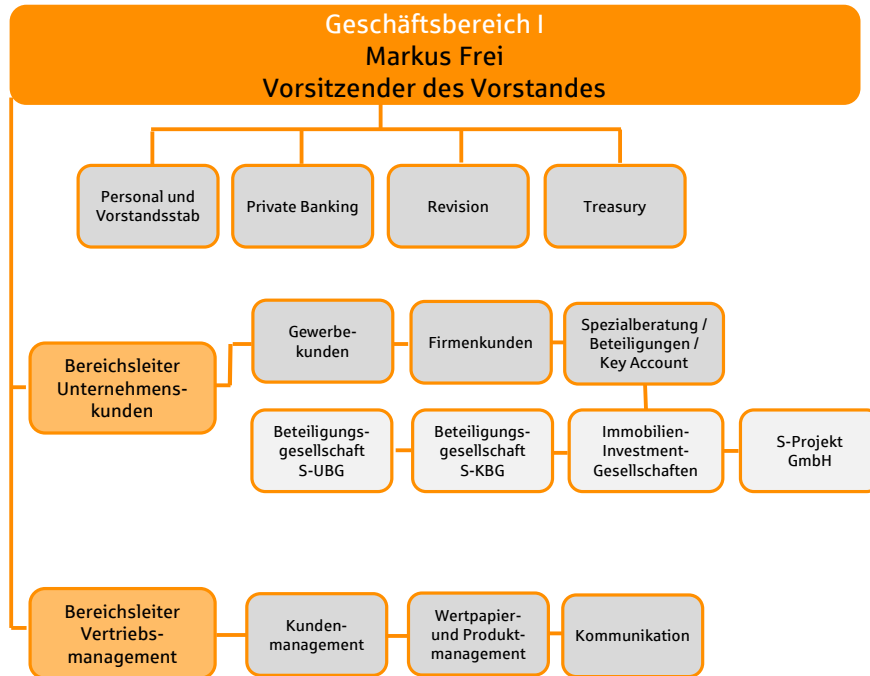 Geschäftsbereich I
Markus Frei
Vorsitzender des Vorstandes
Personal und
Vorstandsstab
Private Banking
Revision
Treasury
Bereichsleiter
Unternehmens-
kunden
Gewerbe-
kunden
Firmenkunden
Spezialberatung /
Beteiligungen /
Key Account
Beteiligungs-
gesellschaft
S-UBG
Beteiligungs-
gesellschaft
S-KBG
Immobilien-
Investment-
Gesellschaften
S-Projekt
GmbH
Bereichsleiter
Vertriebs-
management
Kunden-
management
Wertpapier-
und Produkt-
management
Kommunikation